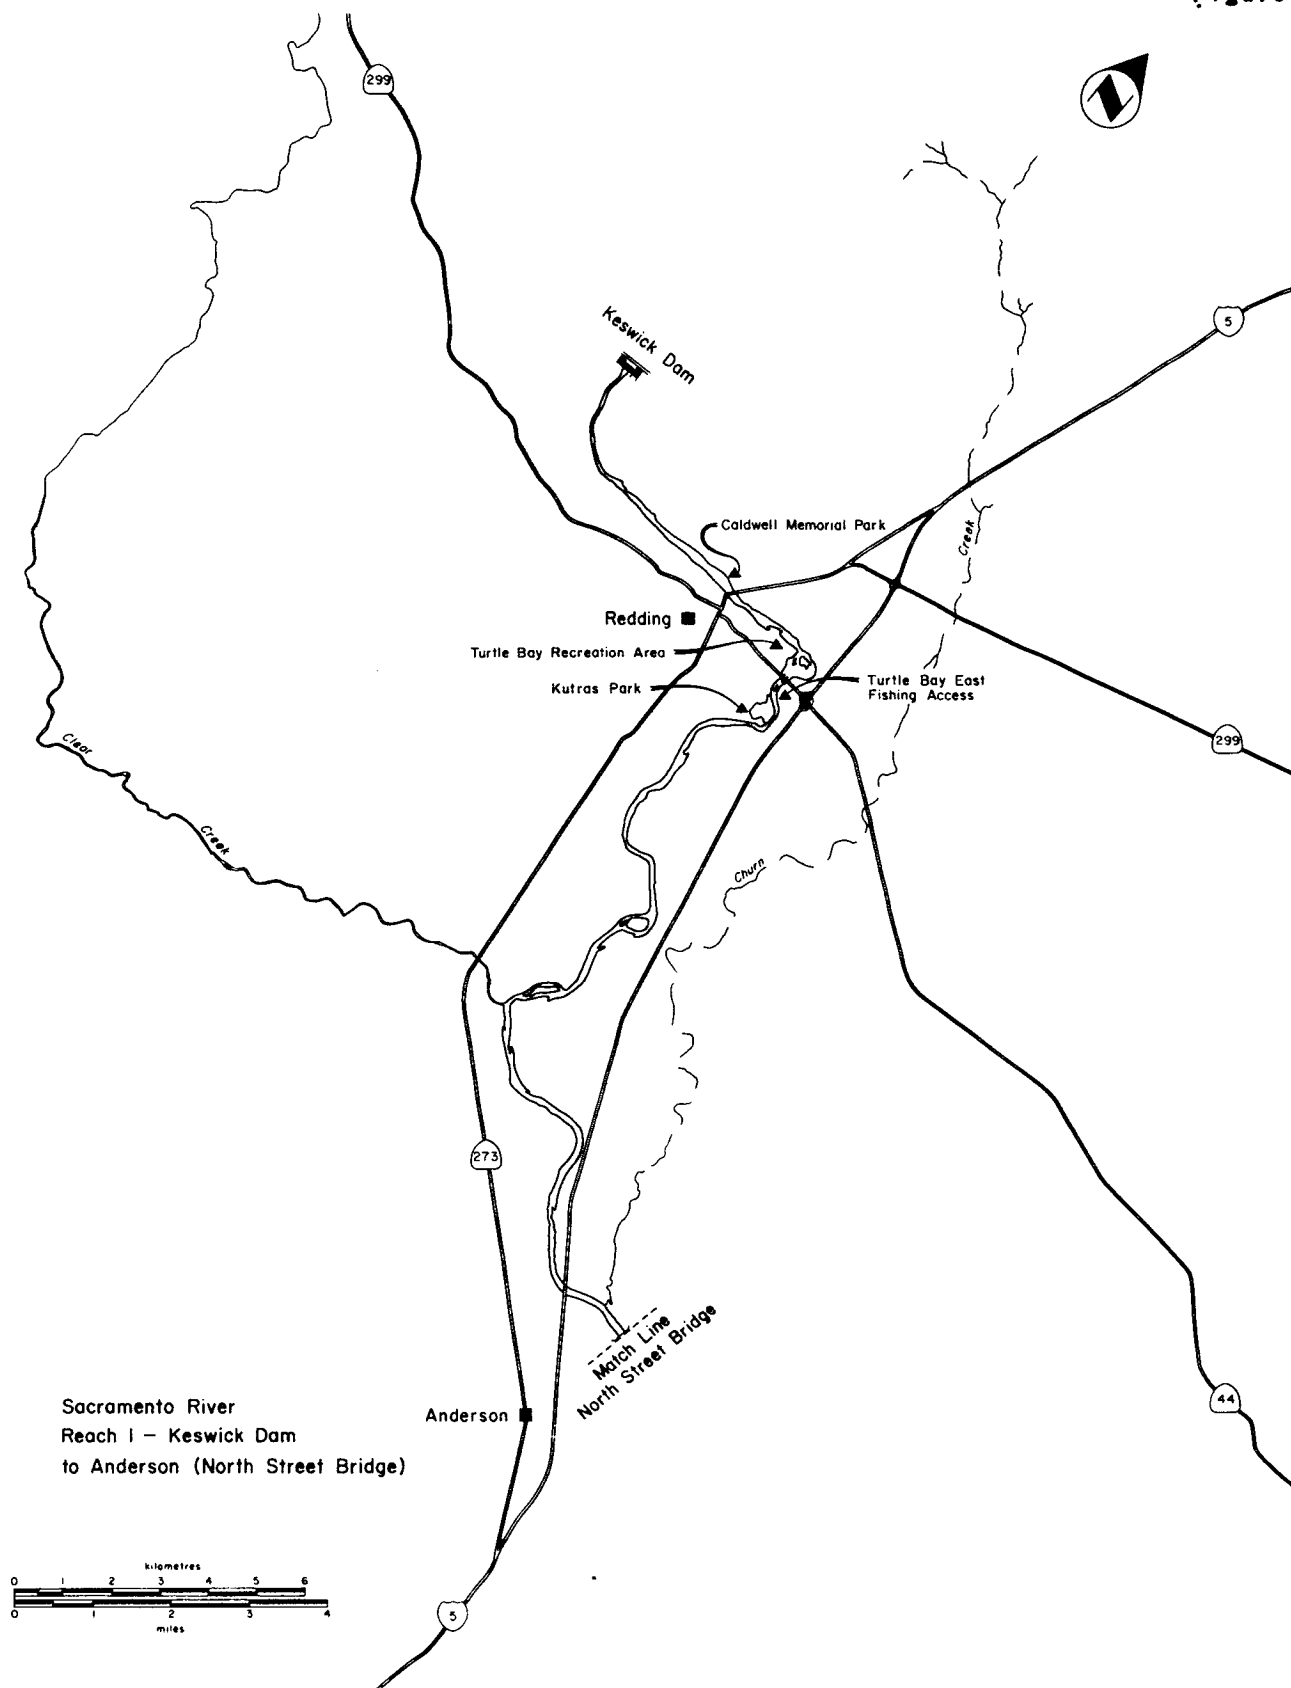 299
5
Keswick Dam
Caldwell Memorial Park
Creek
Redding
Turtle Bay Recreation Area
Kutras Park
Turtle Bay East
Fishing Access
299
Clear
Creek
Churn
273
Match Line
North Street Bridge
44
Anderson
Sacramento River
Reach 1 – Keswick Dam
to Anderson (North Street Bridge)
kilometres
0 1 2 3 4 5 6
0 1 2 3 4
miles
5